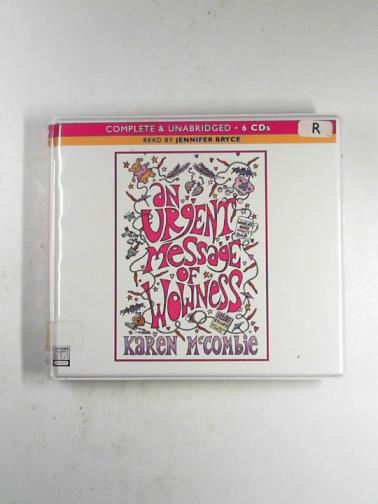 COMPLETE & UNABRIDGED • 6 CDs
R
READ BY JENNIFER BRYCE
AN
URGENT
MESSAGE
OF
WOWNESS
KAREN McCOMBIE